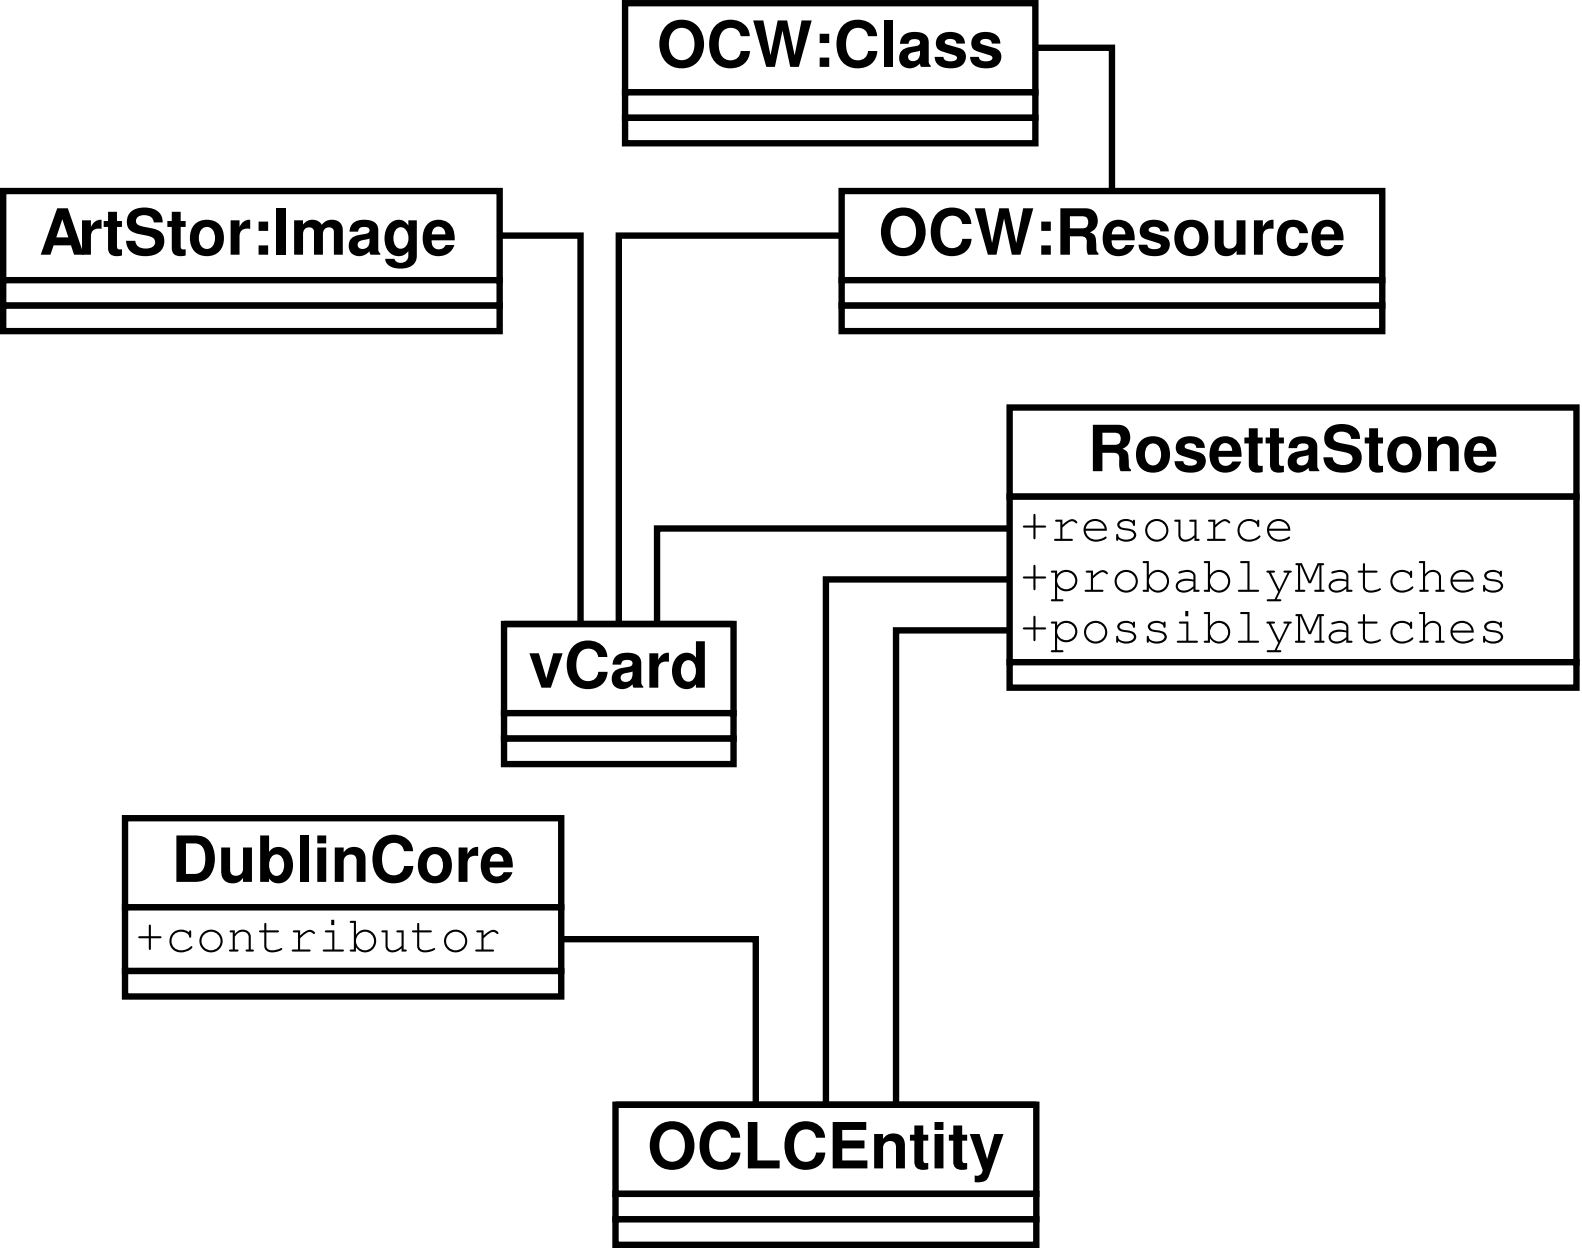 OCW:Class
ArtStor:Image
OCW:Resource
RosettaStone
+resource
+probablyMatches
+possiblyMatches
vCard
DublinCore
+contributor
OCLCEntity